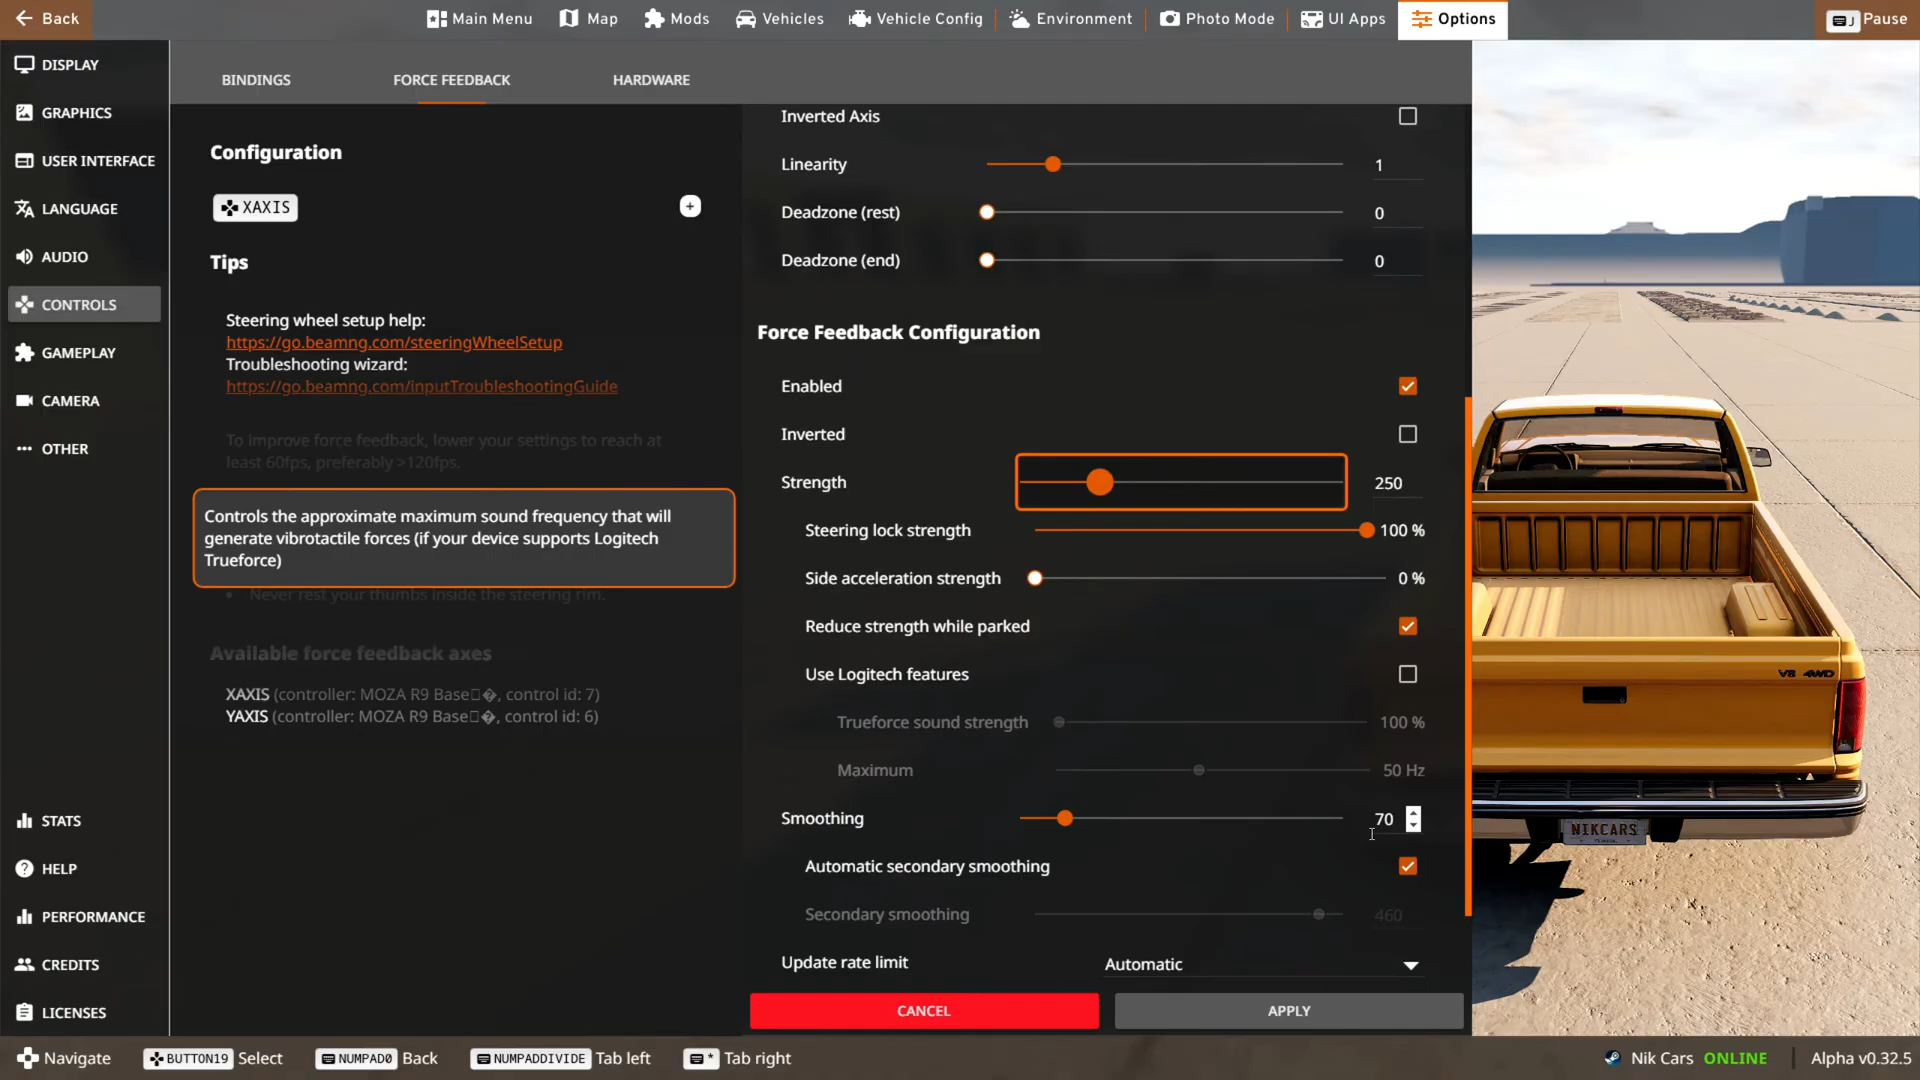 Back
Main Menu
Map
Mods
Vehicles
Vehicle Config
Environment
Photo Mode
UI Apps
Options
J
Pause
DISPLAY
GRAPHICS
USER INTERFACE
LANGUAGE
AUDIO
CONTROLS
GAMEPLAY
CAMERA
OTHER
STATS
HELP
PERFORMANCE
CREDITS
LICENSES
BINDINGS
FORCE FEEDBACK
HARDWARE
Configuration
XAXIS
Tips
Steering wheel setup help:
https://go.beamng.com/steeringWheelSetup
Troubleshooting wizard:
https://go.beamng.com/inputTroubleshootingGuide
To improve force feedback, lower your settings to reach at
least 60fps, preferably >120fps.
Controls the approximate maximum sound frequency that will
generate vibrotactile forces (if your device supports Logitech
Trueforce)
• Never rest your thumbs inside the steering rim.
Available force feedback axes
XAXIS (controller: MOZA R9 Base□�, control id: 7)
YAXIS (controller: MOZA R9 Base□�, control id: 6)
Inverted Axis
Linearity 1
Deadzone (rest) 0
Deadzone (end) 0
Force Feedback Configuration
Enabled
Inverted
Strength 250
Steering lock strength 100 %
Side acceleration strength 0 %
Reduce strength while parked
Use Logitech features
Trueforce sound strength 100 %
Maximum 50 Hz
Smoothing 70
Automatic secondary smoothing
Secondary smoothing 460
Update rate limit Automatic
CANCEL
APPLY
V8 4WD
NIKCARS
Navigate
BUTTON19 Select
NUMPAD0 Back
NUMPADDIVIDE Tab left
* Tab right
Nik Cars ONLINE
Alpha v0.32.5